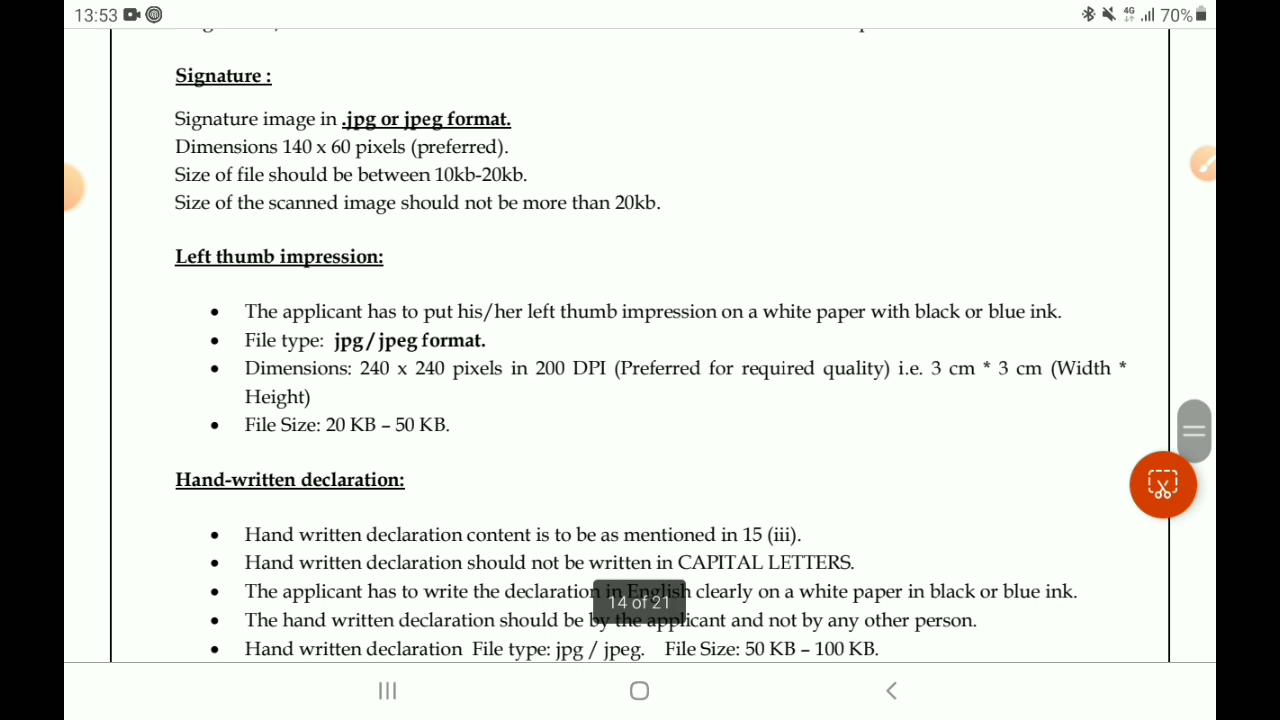 13:53
4G
70%
Signature :
Signature image in .jpg or jpeg format.
Dimensions 140 x 60 pixels (preferred).
Size of file should be between 10kb-20kb.
Size of the scanned image should not be more than 20kb.
Left thumb impression:
• The applicant has to put his/her left thumb impression on a white paper with black or blue ink.
• File type: jpg / jpeg format.
• Dimensions: 240 x 240 pixels in 200 DPI (Preferred for required quality) i.e. 3 cm * 3 cm (Width *
Height)
• File Size: 20 KB – 50 KB.
Hand-written declaration:
• Hand written declaration content is to be as mentioned in 15 (iii).
• Hand written declaration should not be written in CAPITAL LETTERS.
• The applicant has to write the declaration in English clearly on a white paper in black or blue ink.
14 of 21
• The hand written declaration should be by the applicant and not by any other person.
• Hand written declaration File type: jpg / jpeg. File Size: 50 KB – 100 KB.